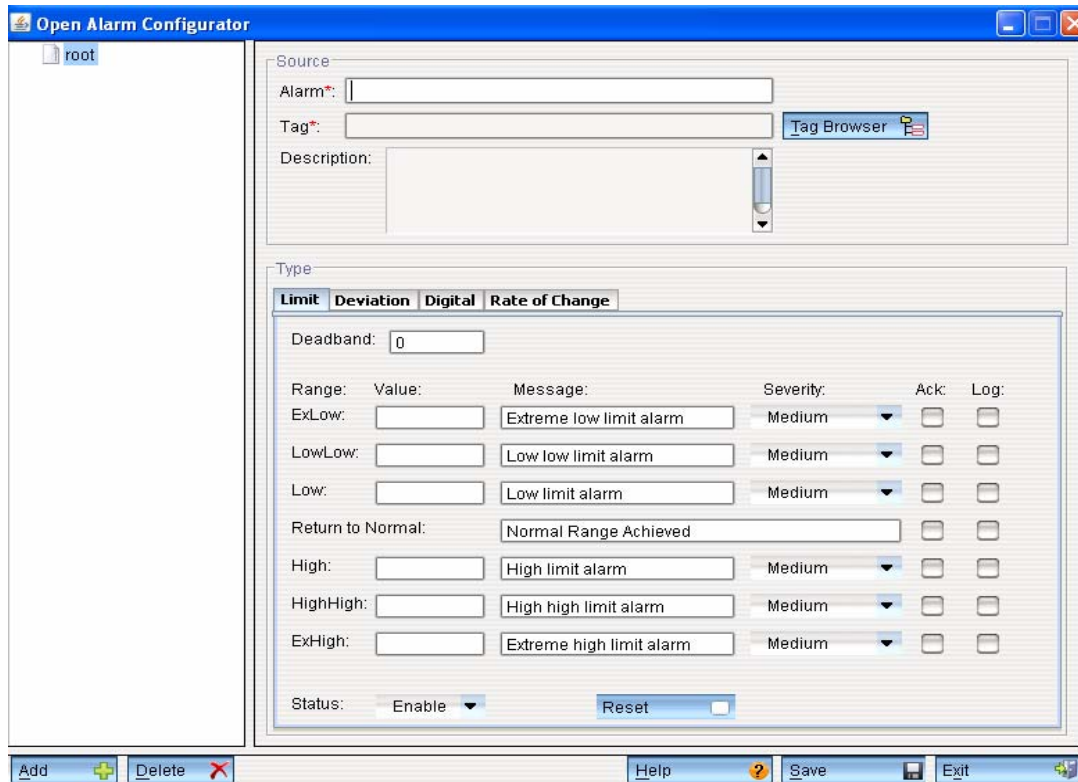 Open Alarm Configurator
root
Source
Alarm*:
Tag*:
Tag Browser
Description:
Type
Limit Deviation Digital Rate of Change
Deadband: 0
Range: Value: Message: Severity: Ack: Log:
ExLow: Extreme low limit alarm Medium
LowLow: Low low limit alarm Medium
Low: Low limit alarm Medium
Return to Normal: Normal Range Achieved
High: High limit alarm Medium
HighHigh: High high limit alarm Medium
ExHigh: Extreme high limit alarm Medium
Status: Enable Reset
Add Delete Help Save Exit